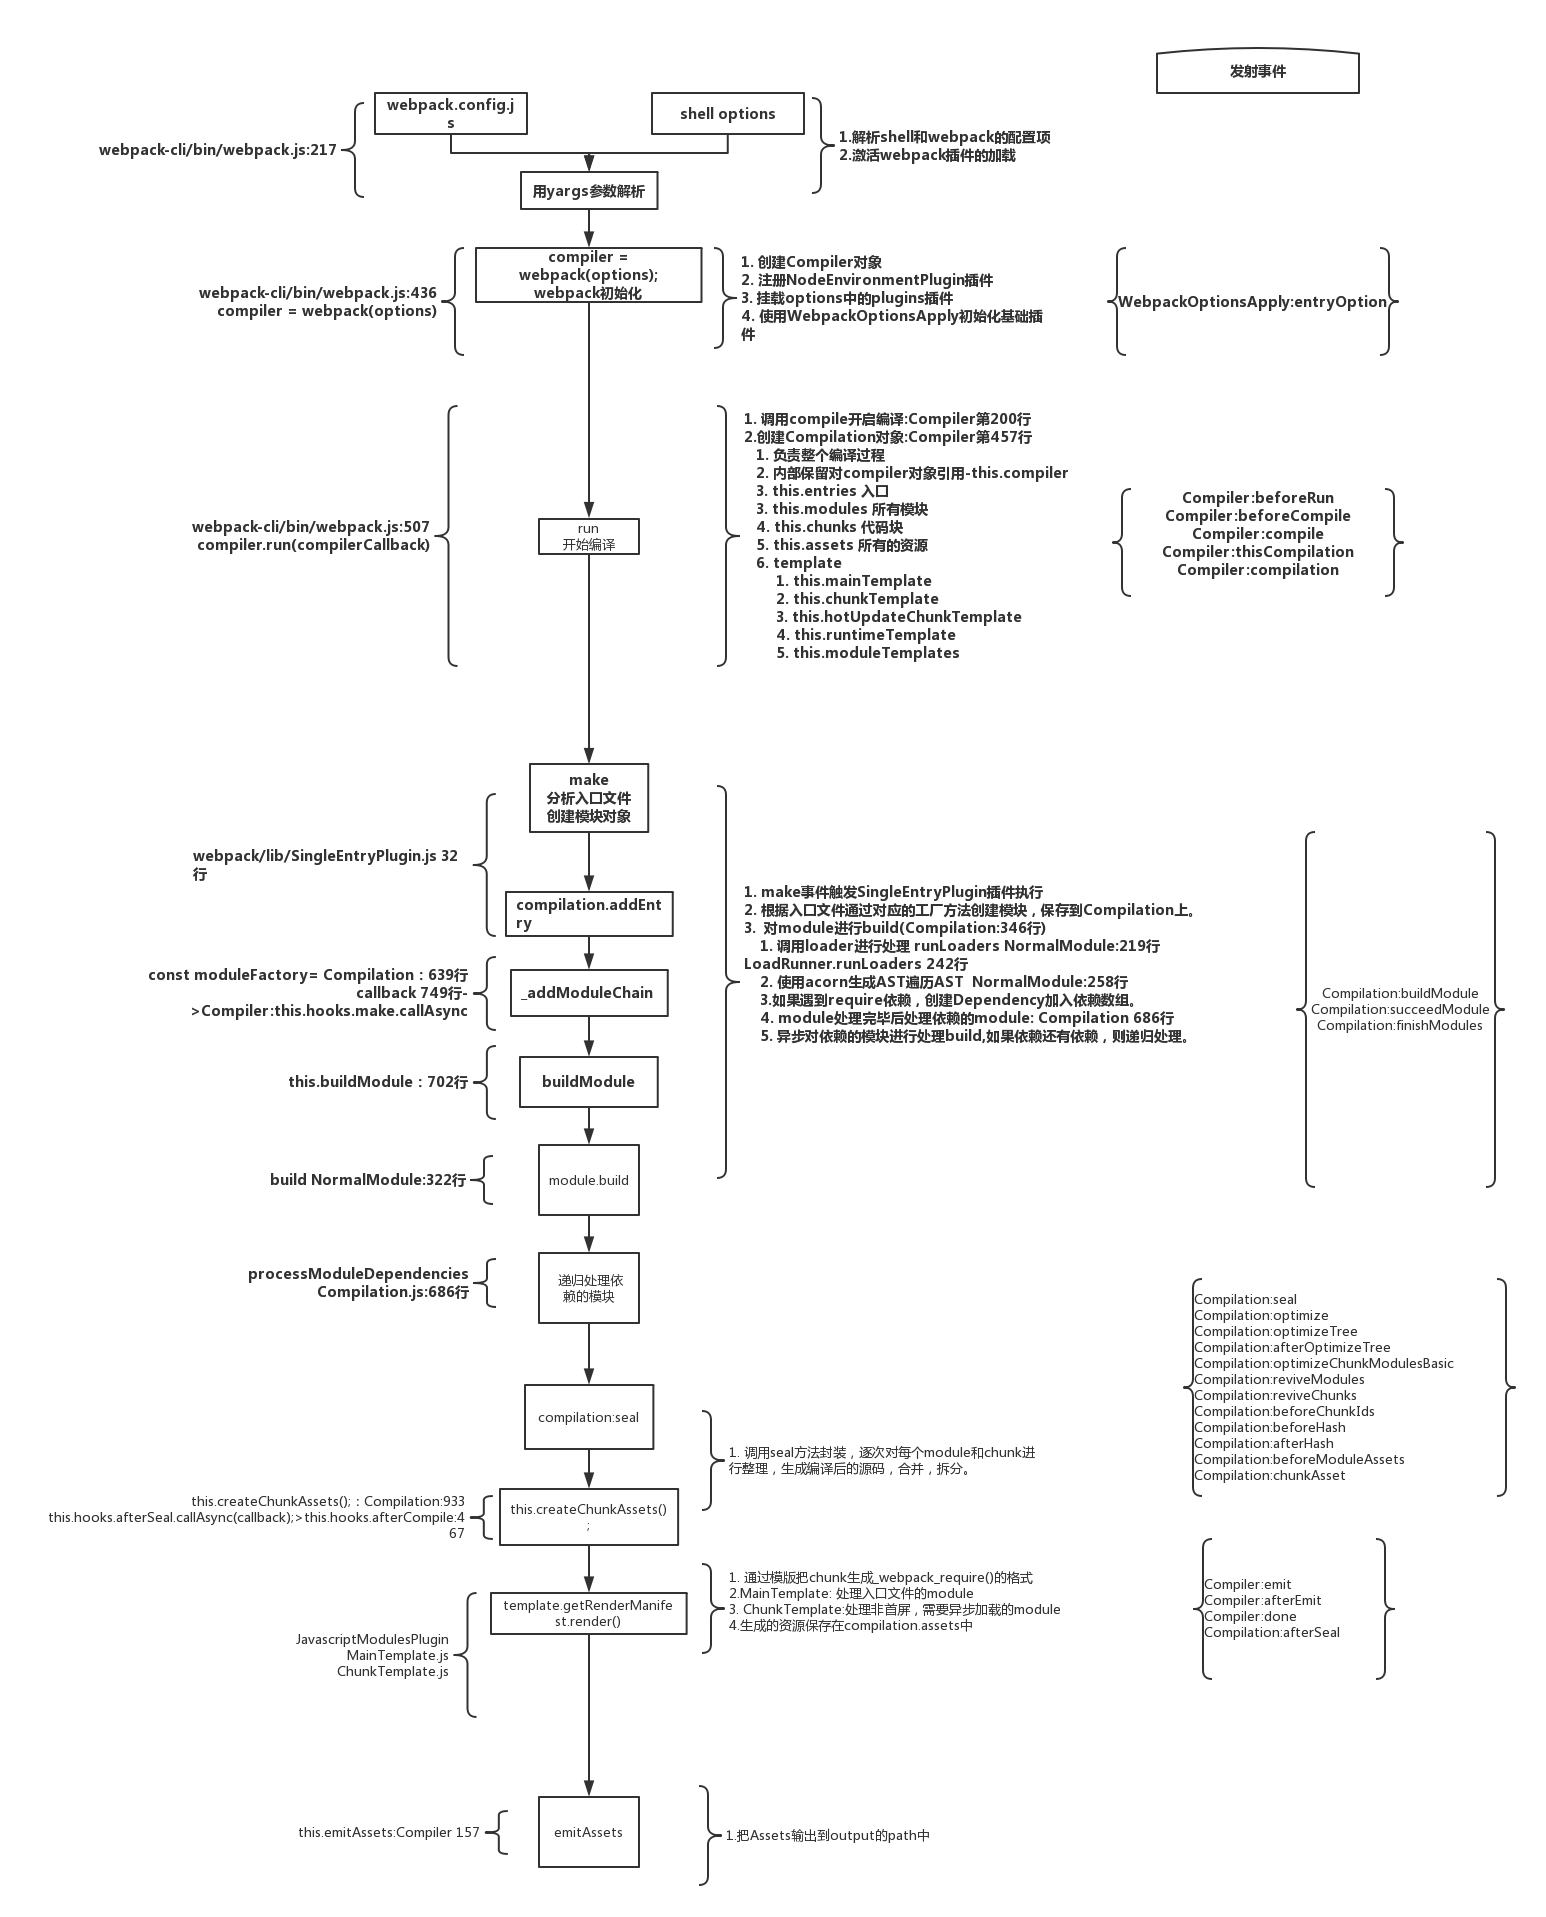 发射事件
webpack.config.j
s
shell options
webpack-cli/bin/webpack.js:217
1.解析shell和webpack的配置项
2.激活webpack插件的加载
用yargs参数解析
compiler =
webpack(options);
webpack初始化
webpack-cli/bin/webpack.js:436
compiler = webpack(options)
1. 创建Compiler对象
2. 注册NodeEnvironmentPlugin插件
3. 挂载options中的plugins插件
4. 使用WebpackOptionsApply初始化基础插
件
WebpackOptionsApply:entryOption
webpack-cli/bin/webpack.js:507
compiler.run(compilerCallback)
run
开始编译
1. 调用compile开启编译:Compiler第200行
2.创建Compilation对象:Compiler第457行
1. 负责整个编译过程
2. 内部保留对compiler对象引用-this.compiler
3. this.entries 入口
3. this.modules 所有模块
4. this.chunks 代码块
5. this.assets 所有的资源
6. template
1. this.mainTemplate
2. this.chunkTemplate
3. this.hotUpdateChunkTemplate
4. this.runtimeTemplate
5. this.moduleTemplates
Compiler:beforeRun
Compiler:beforeCompile
Compiler:compile
Compiler:thisCompilation
Compiler:compilation
make
分析入口文件
创建模块对象
webpack/lib/SingleEntryPlugin.js 32
行
compilation.addEnt
ry
const moduleFactory= Compilation：639行
callback 749行-
>Compiler:this.hooks.make.callAsync
_addModuleChain
this.buildModule：702行
buildModule
build NormalModule:322行
module.build
1. make事件触发SingleEntryPlugin插件执行
2. 根据入口文件通过对应的工厂方法创建模块，保存到Compilation上。
3. 对module进行build(Compilation:346行)
1. 调用loader进行处理 runLoaders NormalModule:219行
LoadRunner.runLoaders 242行
2. 使用acorn生成AST遍历AST NormalModule:258行
3.如果遇到require依赖，创建Dependency加入依赖数组。
4. module处理完毕后处理依赖的module: Compilation 686行
5. 异步对依赖的模块进行处理build,如果依赖还有依赖，则递归处理。
Compilation:buildModule
Compilation:succeedModule
Compilation:finishModules
processModuleDependencies
Compilation.js:686行
递归处理依
赖的模块
compilation:seal
1. 调用seal方法封装，逐次对每个module和chunk进
行整理，生成编译后的源码，合并，拆分。
Compilation:seal
Compilation:optimize
Compilation:optimizeTree
Compilation:afterOptimizeTree
Compilation:optimizeChunkModulesBasic
Compilation:reviveModules
Compilation:reviveChunks
Compilation:beforeChunkIds
Compilation:beforeHash
Compilation:afterHash
Compilation:beforeModuleAssets
Compilation:chunkAsset
this.createChunkAssets();：Compilation:933
this.hooks.afterSeal.callAsync(callback);>this.hooks.afterCompile:4
67
this.createChunkAssets()
;
template.getRenderManife
st.render()
JavascriptModulesPlugin
MainTemplate.js
ChunkTemplate.js
1. 通过模版把chunk生成_webpack_require()的格式
2.MainTemplate: 处理入口文件的module
3. ChunkTemplate:处理非首屏，需要异步加载的module
4.生成的资源保存在compilation.assets中
Compiler:emit
Compiler:afterEmit
Compiler:done
Compilation:afterSeal
this.emitAssets:Compiler 157
emitAssets
1.把Assets输出到output的path中